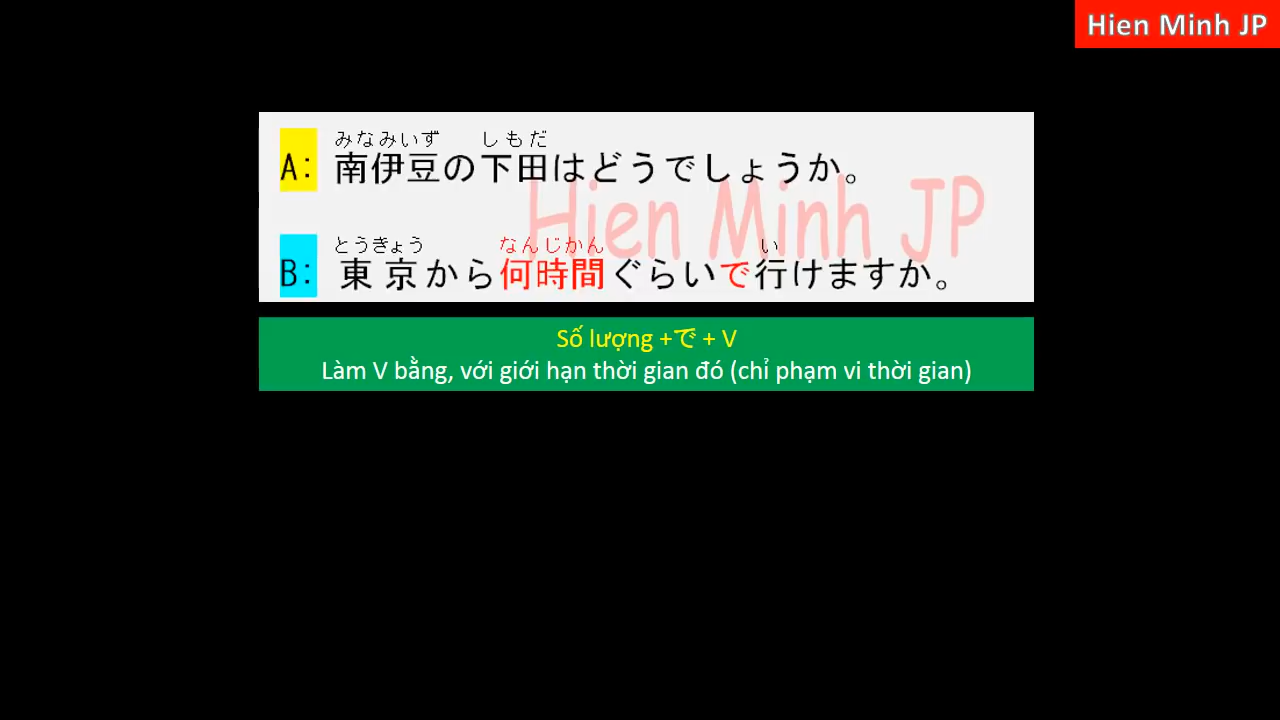 Hien Minh JP
みなみいず しもだ
A: 南伊豆の下田はどうでしょうか。
Hien Minh JP
とうきょう なんじかん い
B: 東京から何時間ぐらいで行けますか。
Số lượng +で + V
Làm V bằng, với giới hạn thời gian đó (chỉ phạm vi thời gian)